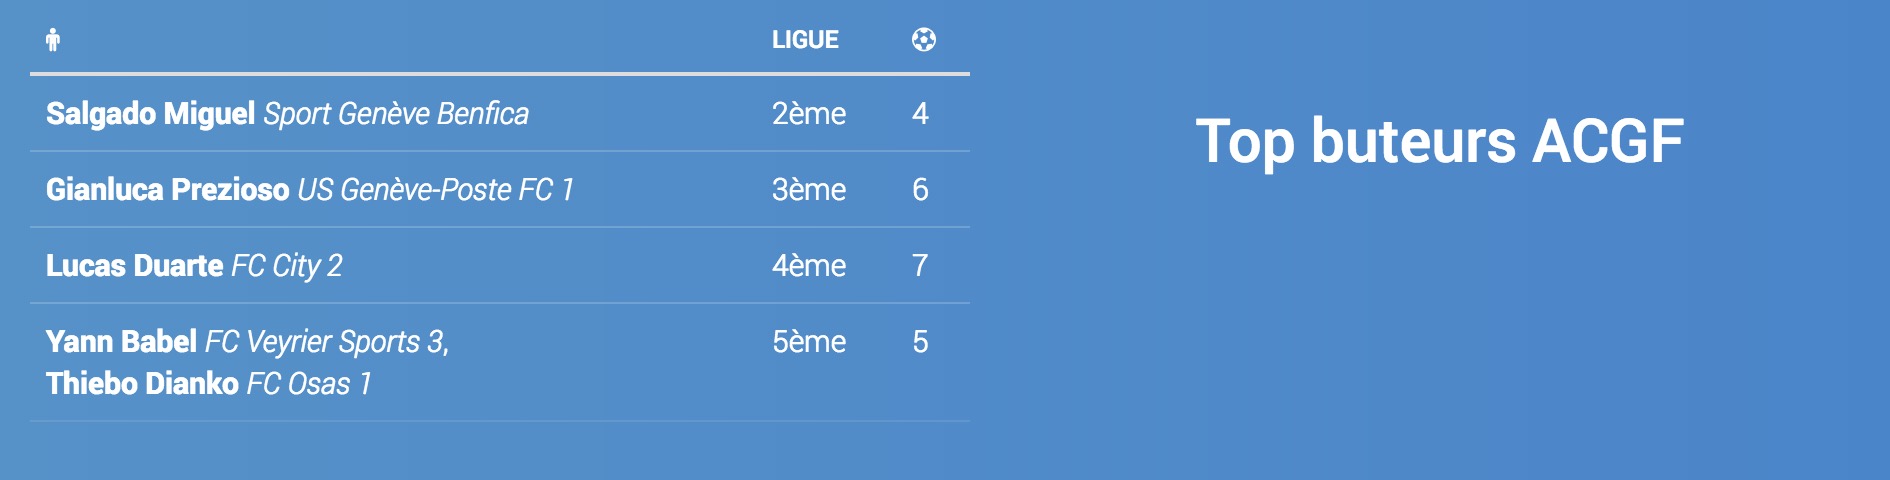 LIGUE
Salgado Miguel Sport Genève Benfica 2ème 4
Gianluca Prezioso US Genève-Poste FC 1 3ème 6
Lucas Duarte FC City 2 4ème 7
Yann Babel FC Veyrier Sports 3, 5ème 5
Thiebo Dianko FC Osas 1
Top buteurs ACGF